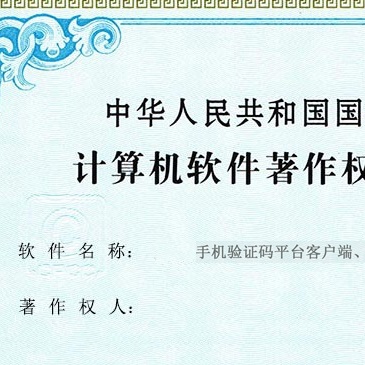 中华人民共和国国
计算机软件著作权
软 件 名 称： 手机验证码平台客户端、
著 作 权 人：